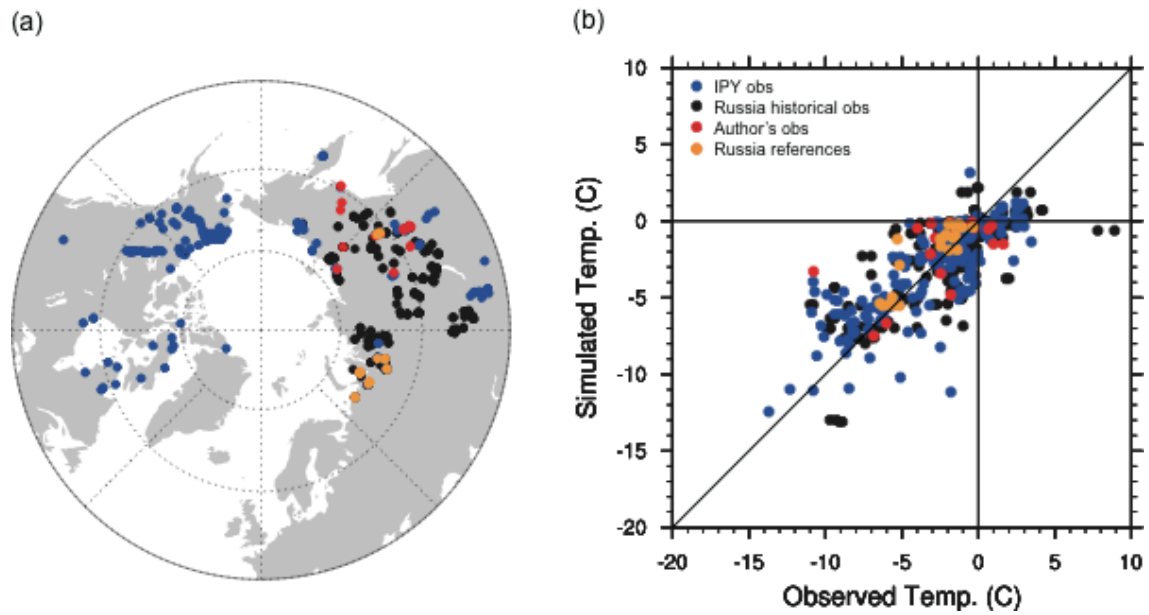 (a)
(b)
10
IPY obs
Russia historical obs
Author's obs
Russia references
5
0
-5
-10
-15
-20
Simulated Temp. (C)
-20 -15 -10 -5 0 5 10
Observed Temp. (C)